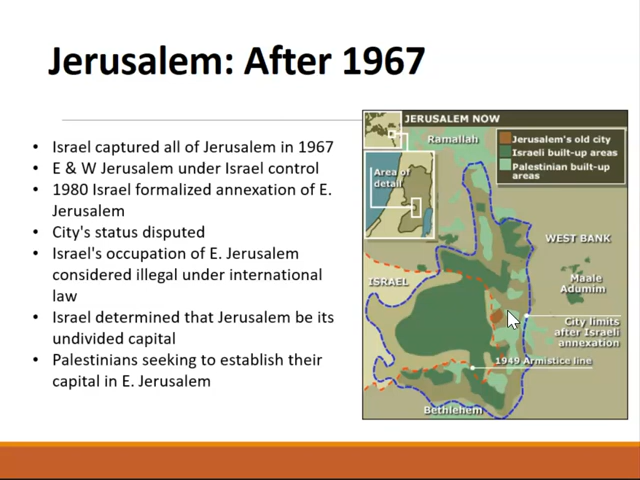 Jerusalem: After 1967
• Israel captured all of Jerusalem in 1967
• E & W Jerusalem under Israel control
• 1980 Israel formalized annexation of E.
Jerusalem
• City's status disputed
• Israel's occupation of E. Jerusalem
considered illegal under international
law
• Israel determined that Jerusalem be its
undivided capital
• Palestinians seeking to establish their
capital in E. Jerusalem
JERUSALEM NOW
Ramallah
Jerusalem's old city
Israeli built-up areas
Palestinian built-up
areas
Area of
detail
WEST BANK
ISRAEL
Maale
Adumim
City limits
after Israeli
annexation
1949 Armistice line
Bethlehem